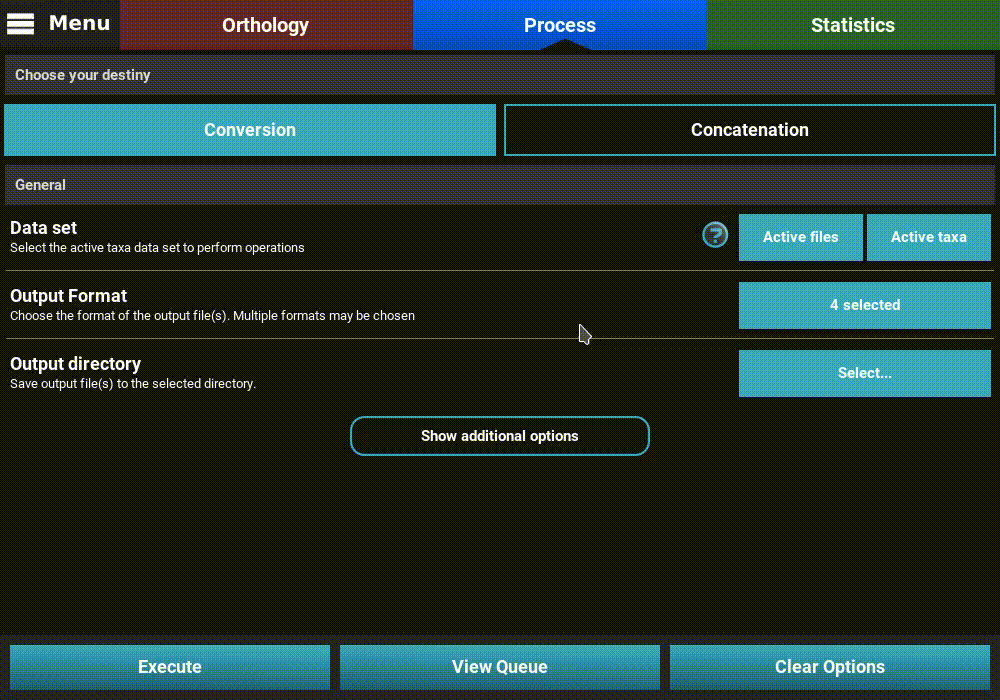 Menu
Orthology
Process
Statistics
Choose your destiny
Conversion
Concatenation
General
Data set
Select the active taxa data set to perform operations
?
Active files
Active taxa
Output Format
Choose the format of the output file(s). Multiple formats may be chosen
4 selected
Output directory
Save output file(s) to the selected directory.
Select...
Show additional options
Execute
View Queue
Clear Options